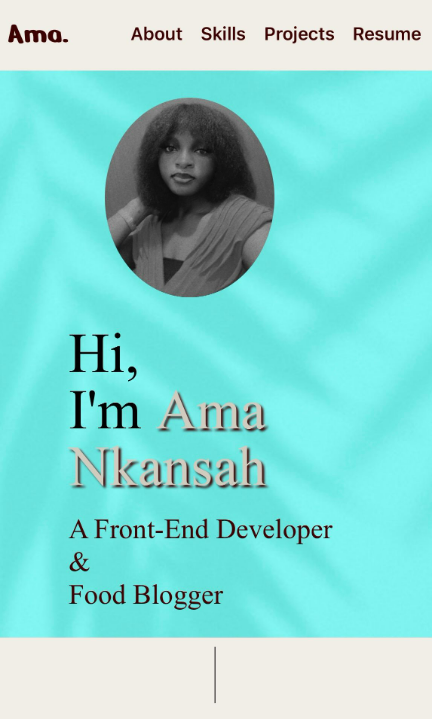 Ama.
About Skills Projects Resume
Hi,
I'm Ama
Nkansah
A Front-End Developer
&
Food Blogger